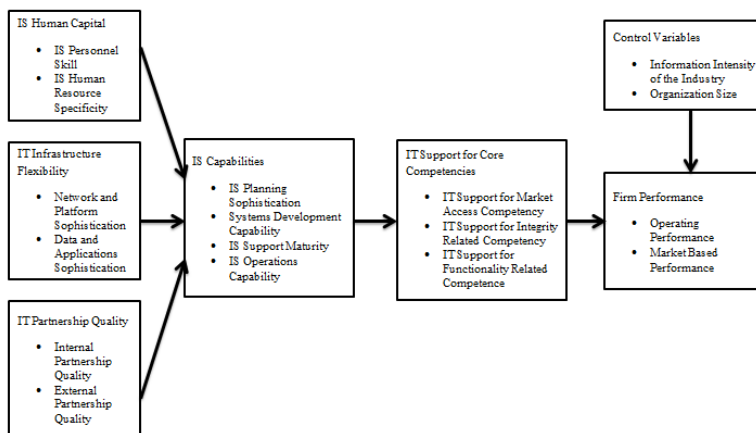 IS Human Capital
• IS Personnel
Skill
• IS Human
Resource
Specificity
IT Infrastructure
Flexibility
• Network and
Platform
Sophistication
• Data and
Applications
Sophistication
IT Partnership Quality
• Internal
Partnership
Quality
• External
Partnership
Quality
IS Capabilities
• IS Planning
Sophistication
• Systems Development
Capability
• IS Support Maturity
• IS Operations
Capability
IT Support for Core
Competencies
• IT Support for Market
Access Competency
• IT Support for Integrity
Related Competency
• IT Support for
Functionality Related
Competence
Control Variables
• Information Intensity
of the Industry
• Organization Size
Firm Performance
• Operating
Performance
• Market Based
Performance